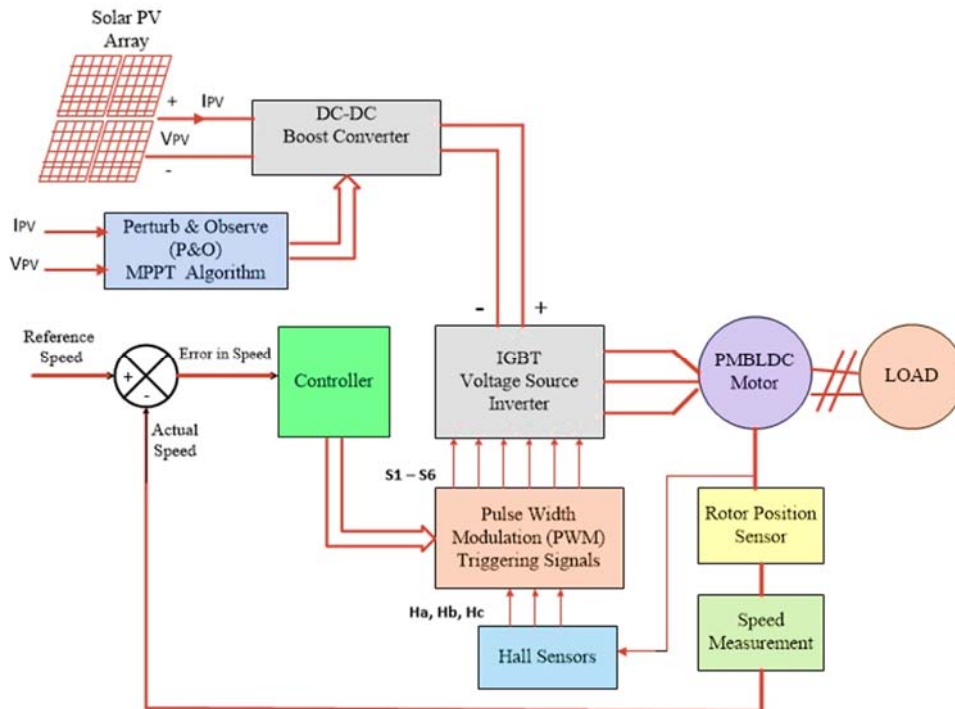 Solar PV
Array
+
IPV
VPV
-
DC-DC
Boost Converter
IPV
VPV
Perturb & Observe
(P&O)
MPPT Algorithm
-
+
Reference
Speed
+
-
Error in Speed
Actual
Speed
Controller
IGBT
Voltage Source
Inverter
PMBLDC
Motor
LOAD
S1 – S6
Pulse Width
Modulation (PWM)
Triggering Signals
Rotor Position
Sensor
Ha, Hb, Hc
Hall Sensors
Speed
Measurement